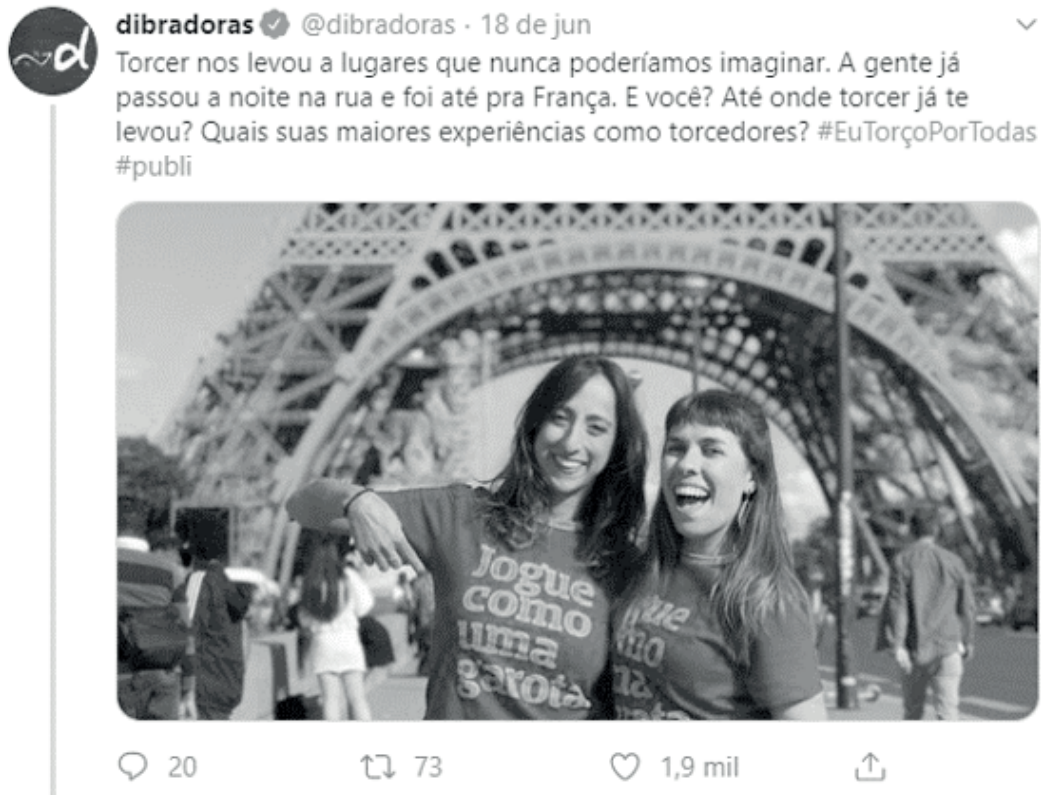 dibradoras @dibradoras · 18 de jun
Torcer nos levou a lugares que nunca poderíamos imaginar. A gente já
passou a noite na rua e foi até pra França. E você? Até onde torcer já te
levou? Quais suas maiores experiências como torcedores? #EuTorçoPorTodas
#publi
Jogue
como
uma
garota
20 73 1,9 mil